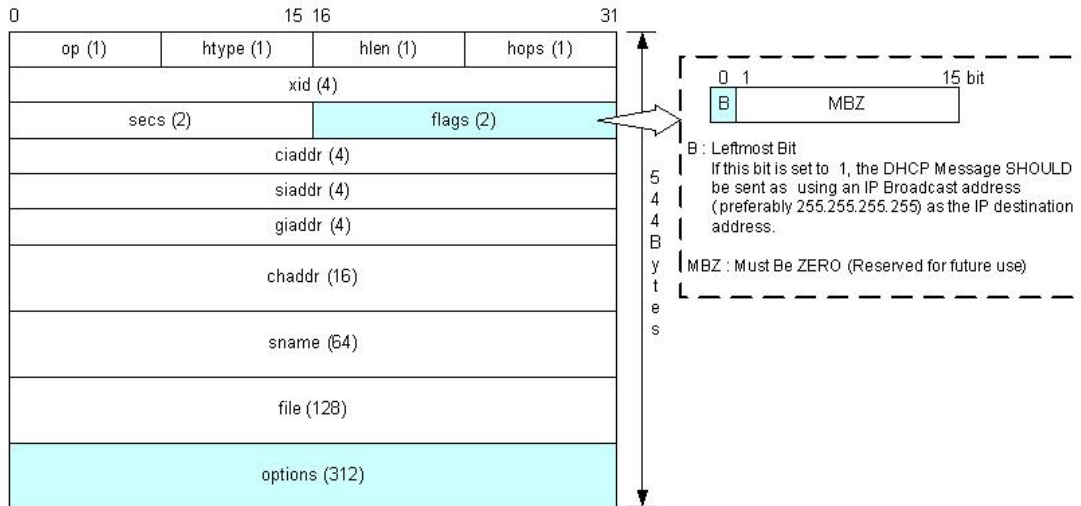 0 15 16 31
op (1) htype (1) hlen (1) hops (1)
xid (4)
secs (2) flags (2)
ciaddr (4)
siaddr (4)
giaddr (4)
chaddr (16)
sname (64)
file (128)
options (312)
544Bytes
0 1 15 bit
B MBZ
B : Leftmost Bit
If this bit is set to 1, the DHCP Message SHOULD
be sent as using an IP Broadcast address
( preferably 255.255.255.255) as the IP destination
address.
MBZ : Must Be ZERO (Reserved for future use)